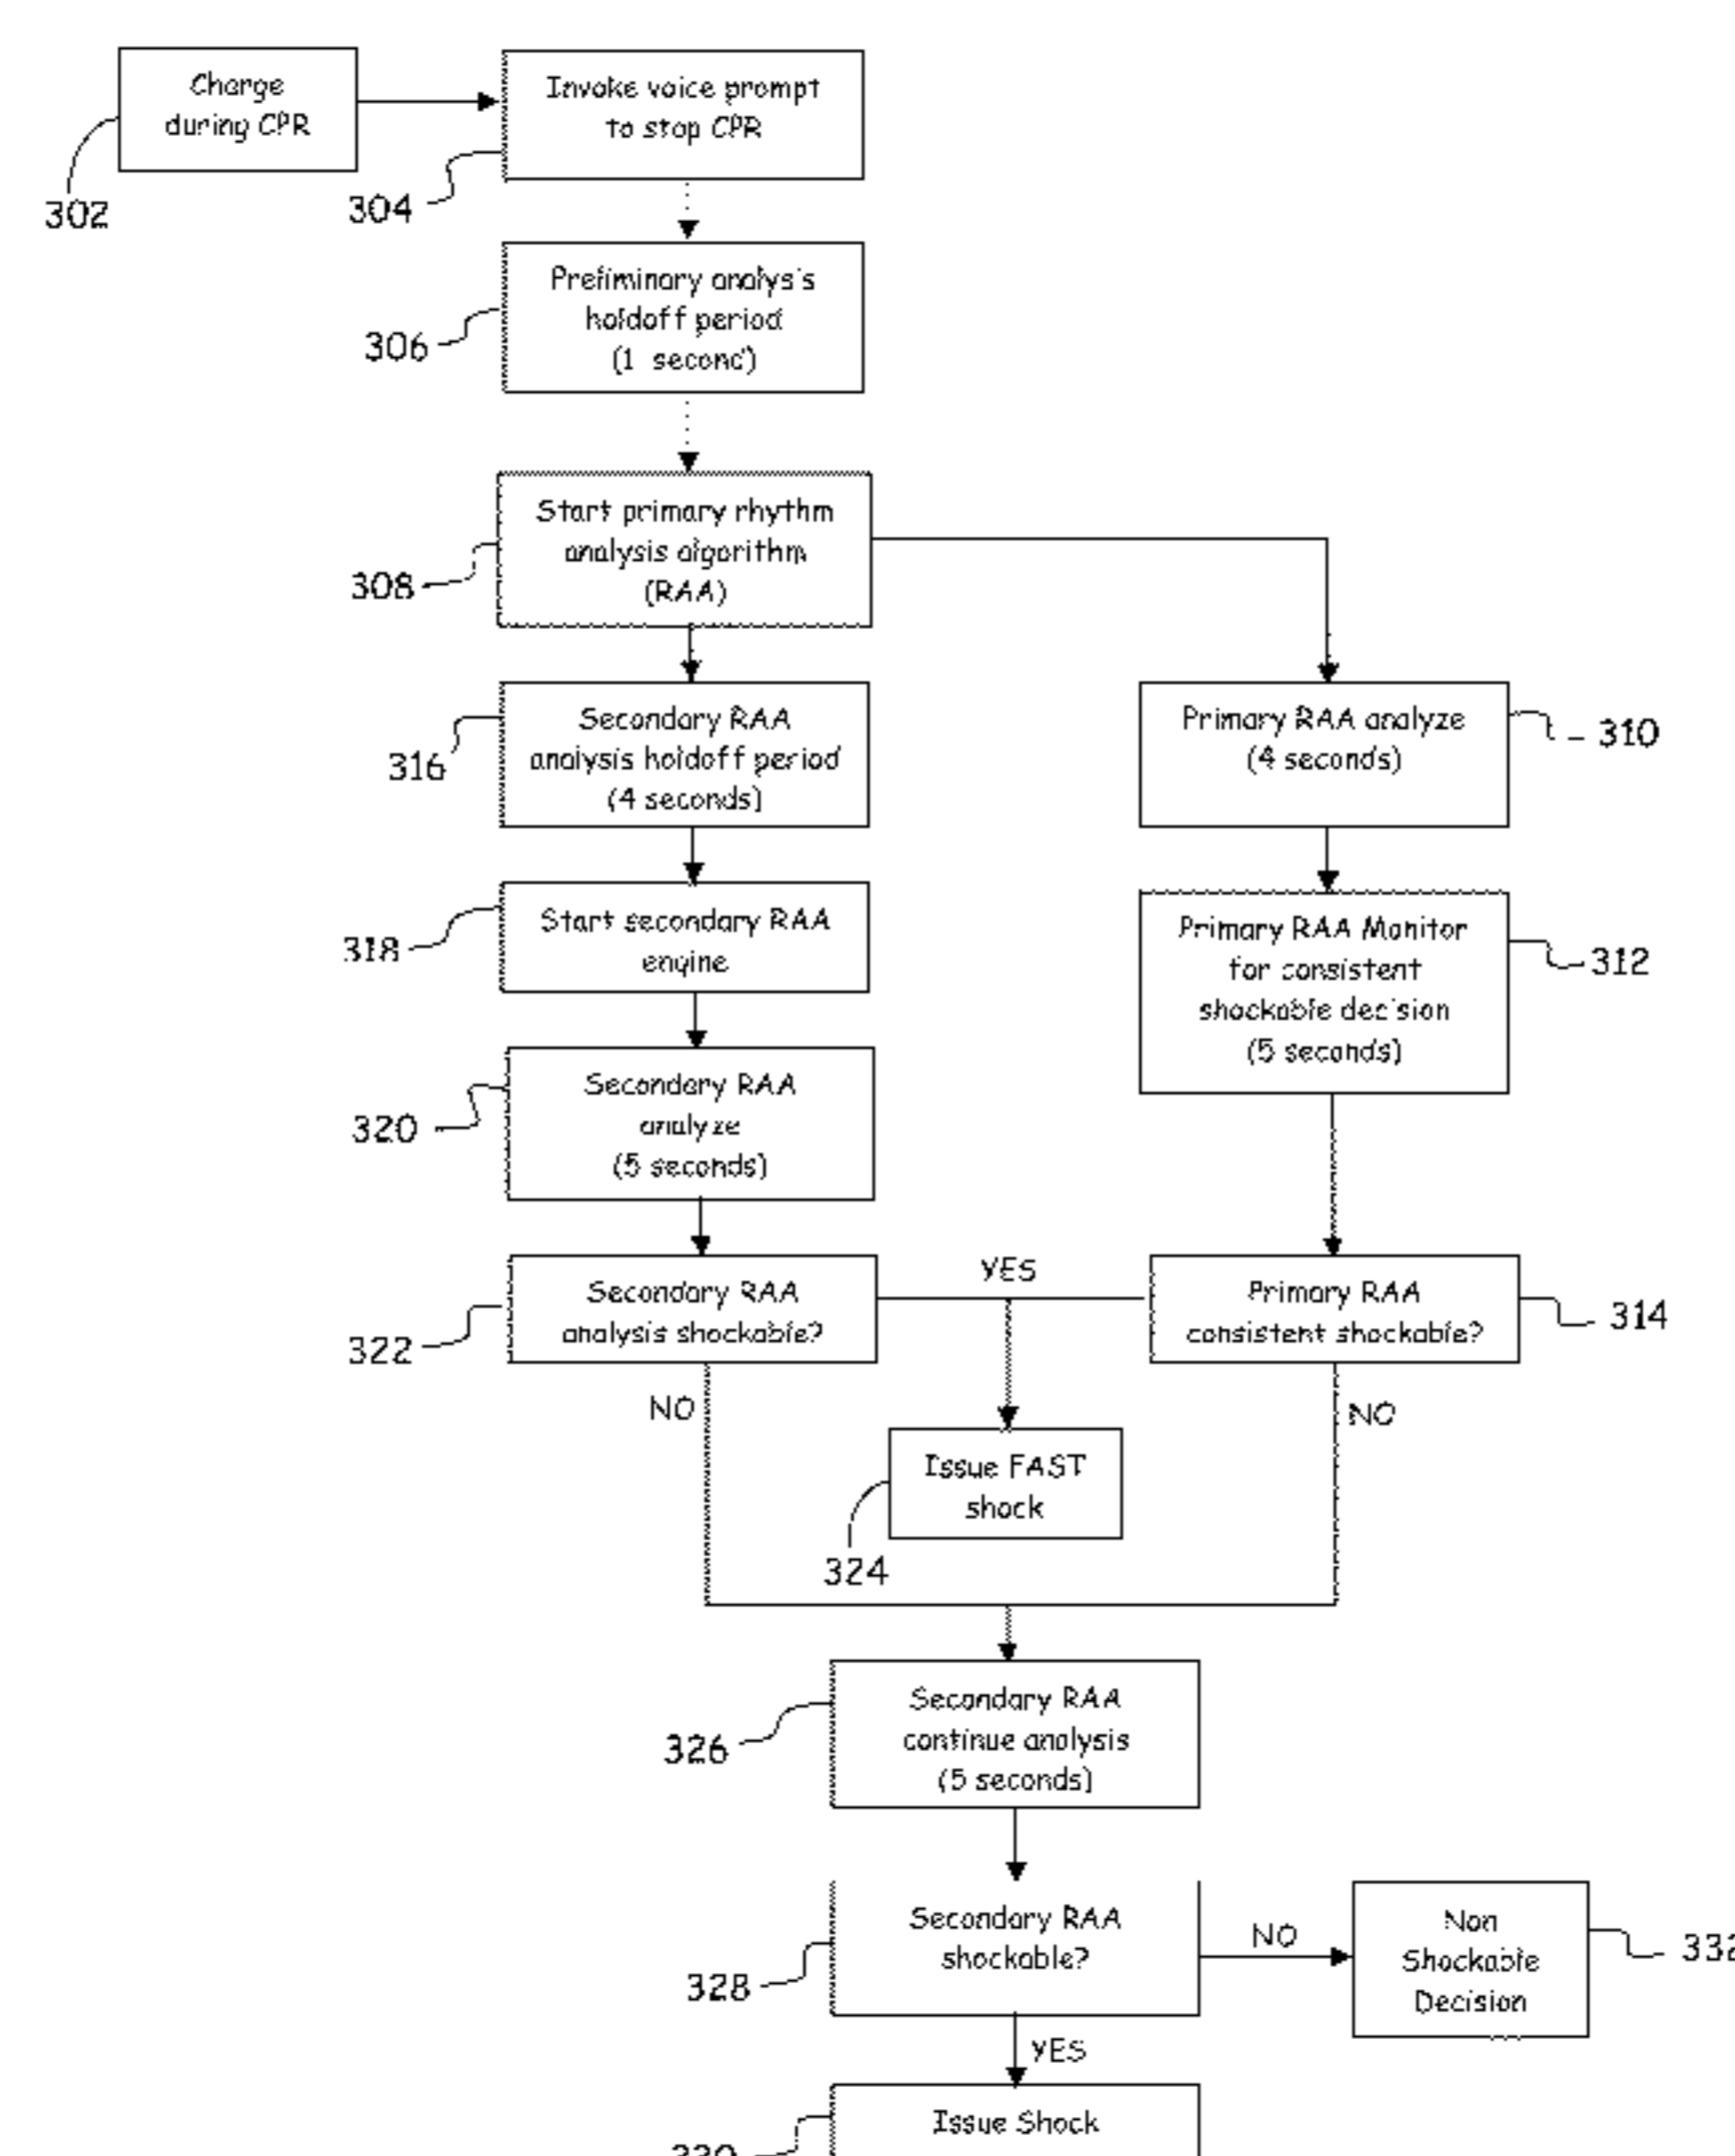 Charge
during CPR
302
Invoke voice prompt
to stop CPR
304
Preliminary analysis
holdoff period
(1 second)
306
Start primary rhythm
analysis algorithm
(RAA)
308
Secondary RAA
analysis holdoff period
(4 seconds)
316
Primary RAA analyze
(4 seconds)
310
Start secondary RAA
engine
318
Primary RAA Monitor
for consistent
shockable decision
(5 seconds)
312
Secondary RAA
analyze
(5 seconds)
320
Secondary RAA
analysis shockable?
322
YES
Primary RAA
consistent shockable?
314
NO
NO
Issue FAST
shock
324
Secondary RAA
continue analysis
(5 seconds)
326
Secondary RAA
shockable?
328
NO
Non
Shockable
Decision
332
YES
Issue Shock
330